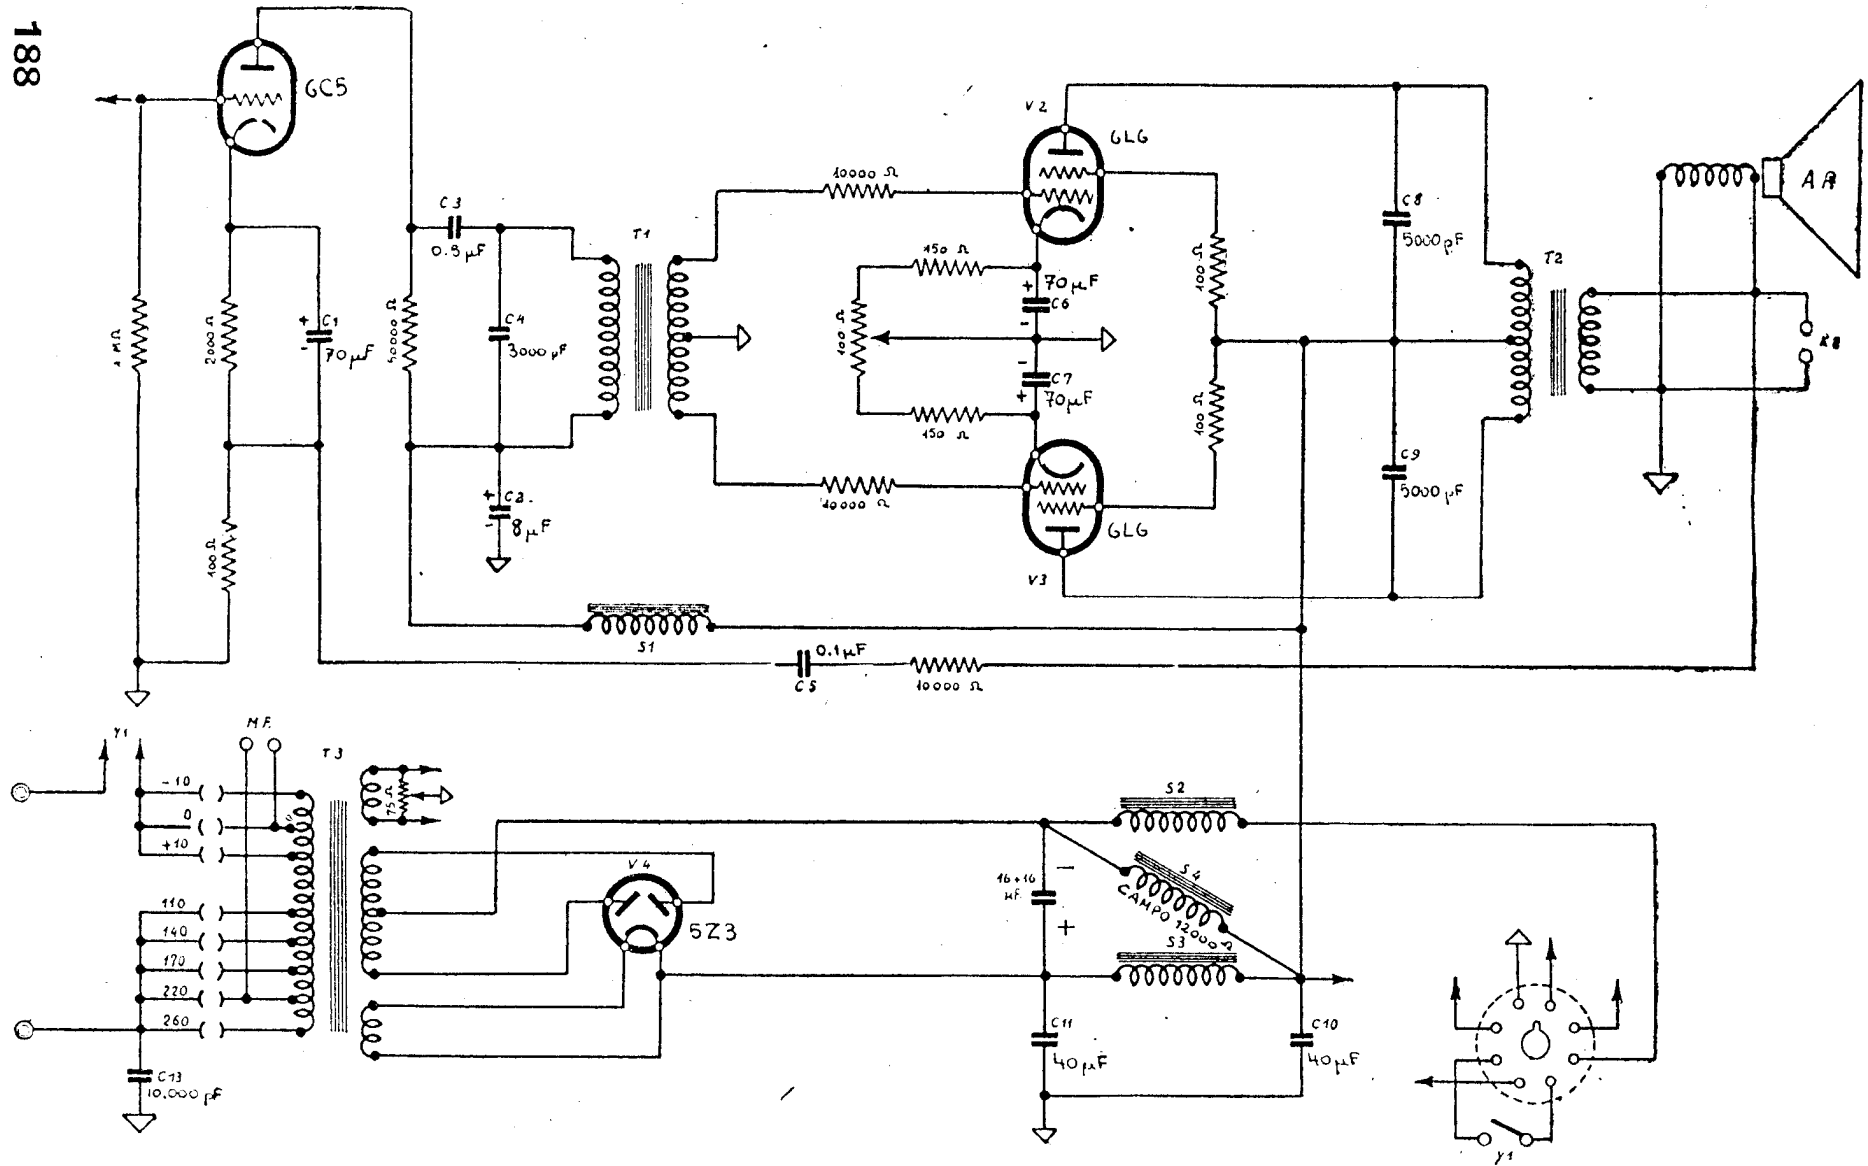 188
6C5
1 MΩ
2000 Ω
C1
70 µF
100 Ω
50000 Ω
C3
0.5 µF
C4
3000 pF
C2
8 µF
T1
10000 Ω
150 Ω
100 Ω
150 Ω
10000 Ω
V2
6L6
70 µF
C6
C7
70 µF
6L6
V3
100 Ω
100 Ω
C8
5000 pF
C9
5000 pF
T2
AP
S1
0.1 µF
C5
10000 Ω
Y1
M.F.
T3
-10
0
+10
110
140
170
220
260
C13
10.000 pF
75 Ω
V4
5Z3
16+16
µF
S2
S4
CAMPO 12000 Ω
S3
C11
40 µF
C10
40 µF
Y1